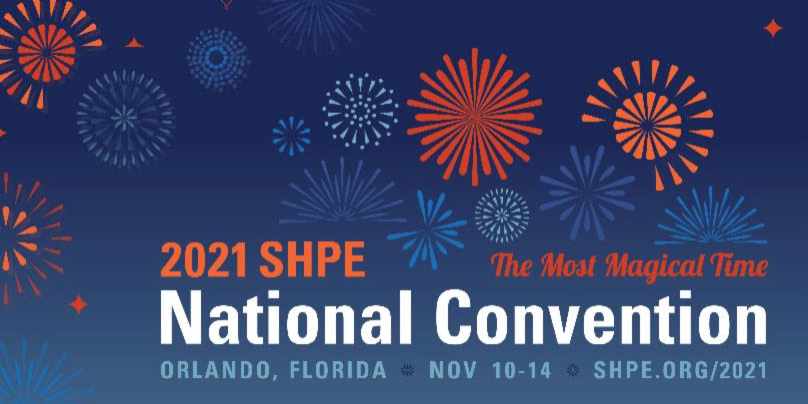 2021 SHPE
The Most Magical Time
National Convention
ORLANDO, FLORIDA NOV 10-14 SHPE.ORG/2021